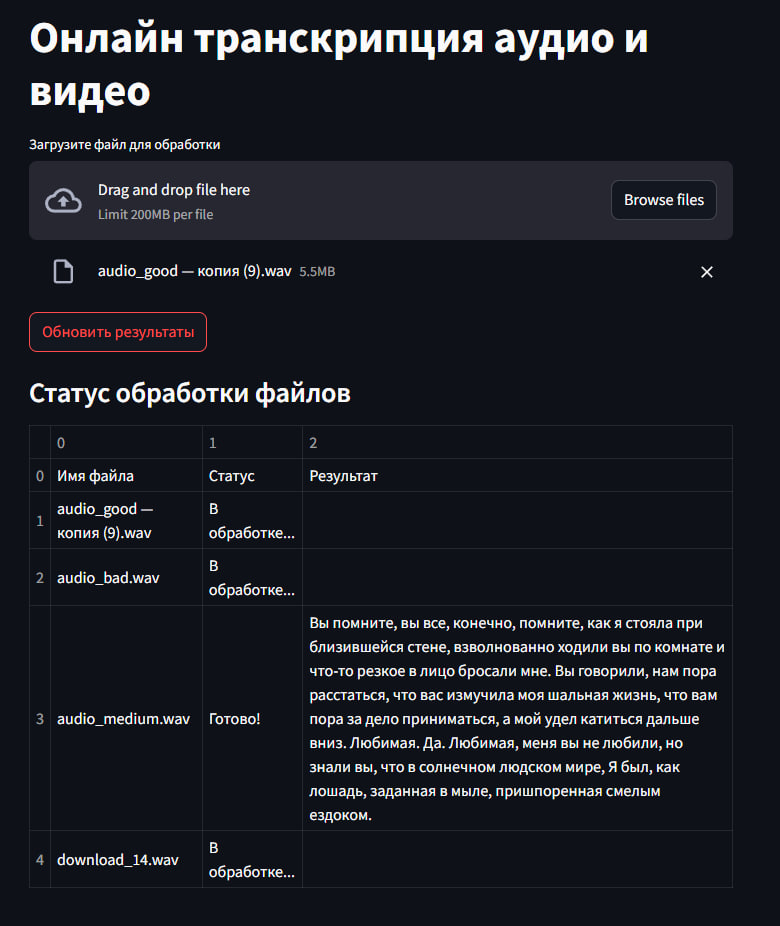 Онлайн транскрипция аудио и
видео
Загрузите файл для обработки
Drag and drop file here
Limit 200MB per file
Browse files
audio_good — копия (9).wav 5.5MB
Обновить результаты
Статус обработки файлов
0 1 2
0 Имя файла Статус Результат
1 audio_good —
копия (9).wav
В
обработке...
2 audio_bad.wav
В
обработке...
3 audio_medium.wav Готово!
Вы помните, вы все, конечно, помните, как я стояла при
близившейся стене, взволнованно ходили вы по комнате и
что-то резкое в лицо бросали мне. Вы говорили, нам пора
расстаться, что вас измучила моя шальная жизнь, что вам
пора за дело приниматься, а мой удел катиться дальше
вниз. Любимая. Да. Любимая, меня вы не любили, но
знали вы, что в солнечном людском мире, Я был, как
лошадь, заданная в мыле, пришпоренная смелым
ездоком.
4 download_14.wav
В
обработке...